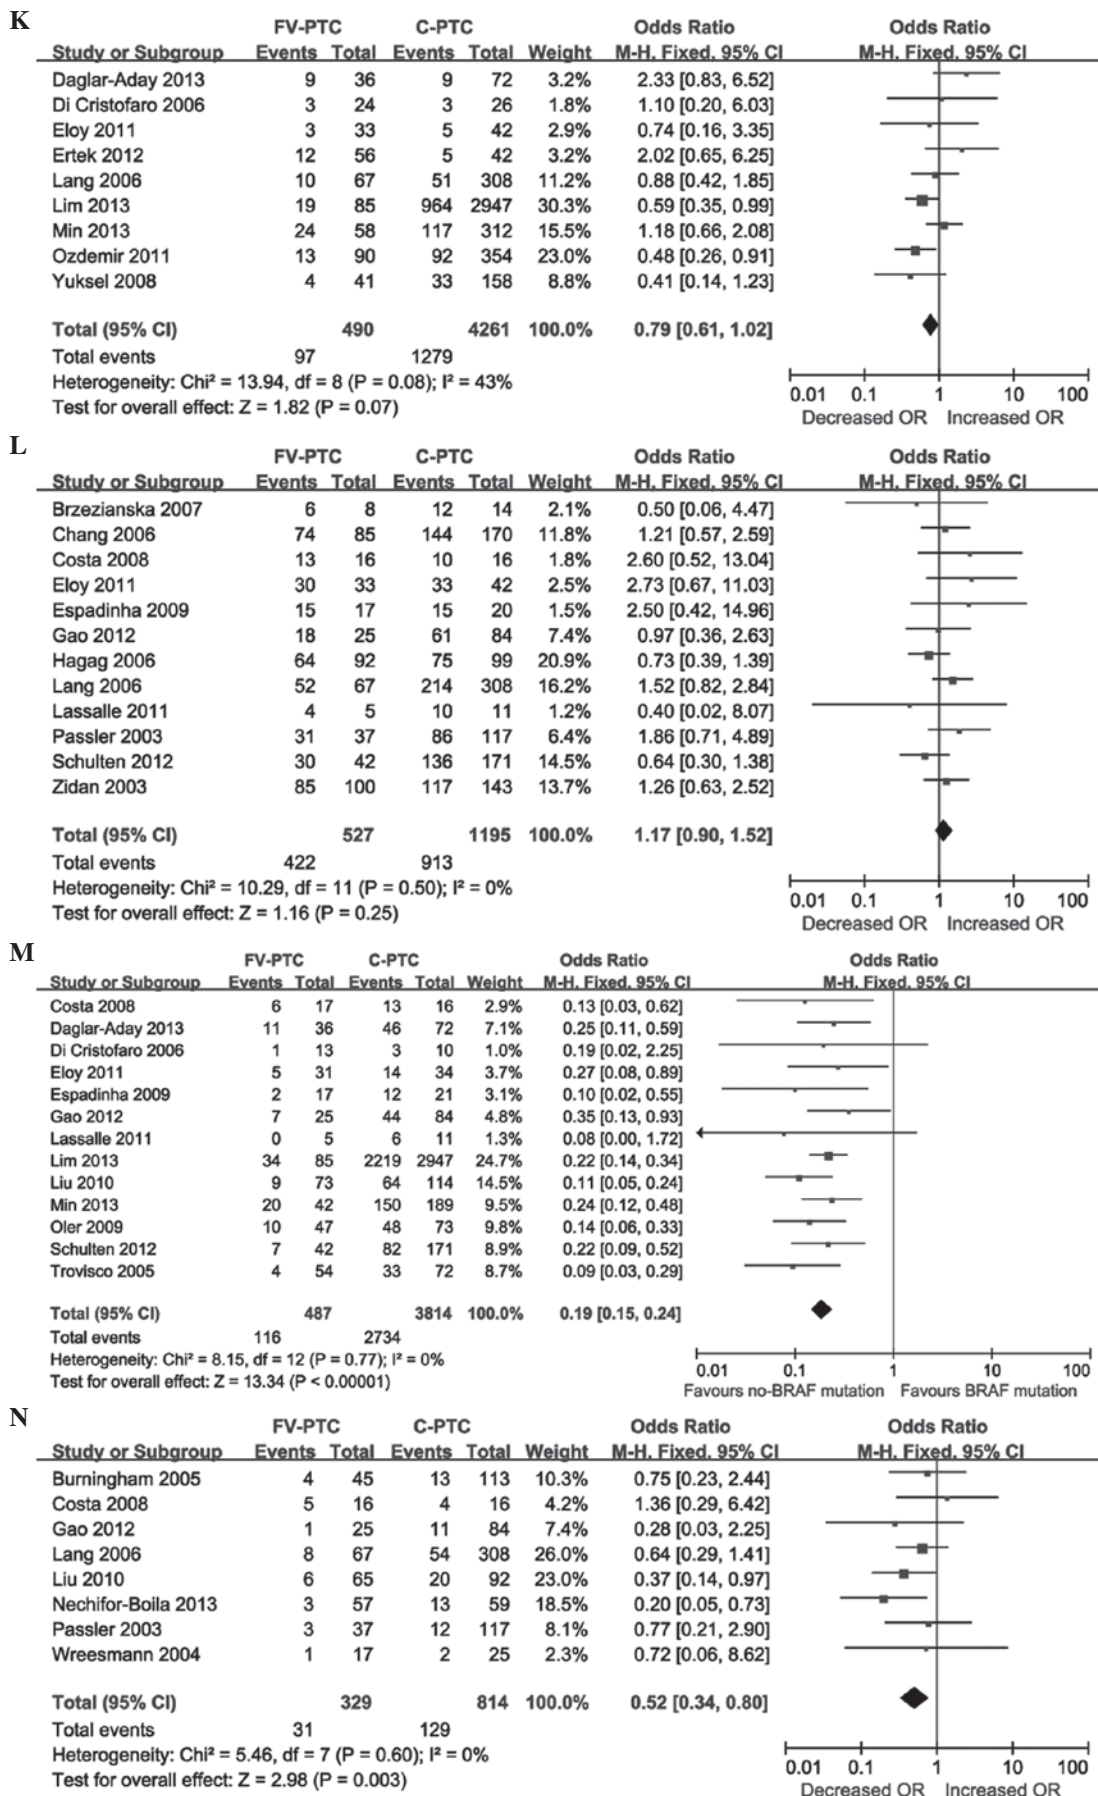 K
FV-PTC C-PTC Odds Ratio Odds Ratio
Study or Subgroup Events Total Events Total Weight M-H, Fixed, 95% CI M-H, Fixed, 95% CI
Daglar-Aday 2013 9 36 9 72 3.2% 2.33 [0.83, 6.52]
Di Cristofaro 2006 3 24 3 26 1.8% 1.10 [0.20, 6.03]
Eloy 2011 3 33 5 42 2.9% 0.74 [0.16, 3.35]
Ertek 2012 12 56 5 42 3.2% 2.02 [0.65, 6.25]
Lang 2006 10 67 51 308 11.2% 0.88 [0.42, 1.85]
Lim 2013 19 85 964 2947 30.3% 0.59 [0.35, 0.99]
Min 2013 24 58 117 312 15.5% 1.18 [0.66, 2.08]
Ozdemir 2011 13 90 92 354 23.0% 0.48 [0.26, 0.91]
Yuksel 2008 4 41 33 158 8.8% 0.41 [0.14, 1.23]
Total (95% CI) 490 4261 100.0% 0.79 [0.61, 1.02]
Total events 97 1279
Heterogeneity: Chi² = 13.94, df = 8 (P = 0.08); I² = 43%
Test for overall effect: Z = 1.82 (P = 0.07)
0.01 0.1 1 10 100
Decreased OR Increased OR
L
FV-PTC C-PTC Odds Ratio Odds Ratio
Study or Subgroup Events Total Events Total Weight M-H, Fixed, 95% CI M-H, Fixed, 95% CI
Brzezianska 2007 6 8 12 14 2.1% 0.50 [0.06, 4.47]
Chang 2006 74 85 144 170 11.8% 1.21 [0.57, 2.59]
Costa 2008 13 16 10 16 1.8% 2.60 [0.52, 13.04]
Eloy 2011 30 33 33 42 2.5% 2.73 [0.67, 11.03]
Espadinha 2009 15 17 15 20 1.5% 2.50 [0.42, 14.96]
Gao 2012 18 25 61 84 7.4% 0.97 [0.36, 2.63]
Hagag 2006 64 92 75 99 20.9% 0.73 [0.39, 1.39]
Lang 2006 52 67 214 308 16.2% 1.52 [0.82, 2.84]
Lassalle 2011 4 5 10 11 1.2% 0.40 [0.02, 8.07]
Passler 2003 31 37 86 117 6.4% 1.86 [0.71, 4.89]
Schulten 2012 30 42 136 171 14.5% 0.64 [0.30, 1.38]
Zidan 2003 85 100 117 143 13.7% 1.26 [0.63, 2.52]
Total (95% CI) 527 1195 100.0% 1.17 [0.90, 1.52]
Total events 422 913
Heterogeneity: Chi² = 10.29, df = 11 (P = 0.50); I² = 0%
Test for overall effect: Z = 1.16 (P = 0.25)
0.01 0.1 1 10 100
Decreased OR Increased OR
M
FV-PTC C-PTC Odds Ratio Odds Ratio
Study or Subgroup Events Total Events Total Weight M-H, Fixed, 95% CI M-H, Fixed, 95% CI
Costa 2008 6 17 13 16 2.9% 0.13 [0.03, 0.62]
Daglar-Aday 2013 11 36 46 72 7.1% 0.25 [0.11, 0.59]
Di Cristofaro 2006 1 13 3 10 1.0% 0.19 [0.02, 2.25]
Eloy 2011 5 31 14 34 3.7% 0.27 [0.08, 0.89]
Espadinha 2009 2 17 12 21 3.1% 0.10 [0.02, 0.55]
Gao 2012 7 25 44 84 4.8% 0.35 [0.13, 0.93]
Lassalle 2011 0 5 6 11 1.3% 0.08 [0.00, 1.72]
Lim 2013 34 85 2219 2947 24.7% 0.22 [0.14, 0.34]
Liu 2010 9 73 64 114 14.5% 0.11 [0.05, 0.24]
Min 2013 20 42 150 189 9.5% 0.24 [0.12, 0.48]
Oler 2009 10 47 48 73 9.8% 0.14 [0.06, 0.33]
Schulten 2012 7 42 82 171 8.9% 0.22 [0.09, 0.52]
Trovisco 2005 4 54 33 72 8.7% 0.09 [0.03, 0.29]
Total (95% CI) 487 3814 100.0% 0.19 [0.15, 0.24]
Total events 116 2734
Heterogeneity: Chi² = 8.15, df = 12 (P = 0.77); I² = 0%
Test for overall effect: Z = 13.34 (P < 0.00001)
0.01 0.1 1 10 100
Favours no-BRAF mutation Favours BRAF mutation
N
FV-PTC C-PTC Odds Ratio Odds Ratio
Study or Subgroup Events Total Events Total Weight M-H, Fixed, 95% CI M-H, Fixed, 95% CI
Burningham 2005 4 45 13 113 10.3% 0.75 [0.23, 2.44]
Costa 2008 5 16 4 16 4.2% 1.36 [0.29, 6.42]
Gao 2012 1 25 11 84 7.4% 0.28 [0.03, 2.25]
Lang 2006 8 67 54 308 26.0% 0.64 [0.29, 1.41]
Liu 2010 6 65 20 92 23.0% 0.37 [0.14, 0.97]
Nechifor-Boila 2013 3 57 13 59 18.5% 0.20 [0.05, 0.73]
Passler 2003 3 37 12 117 8.1% 0.77 [0.21, 2.90]
Wreesmann 2004 1 17 2 25 2.3% 0.72 [0.06, 8.62]
Total (95% CI) 329 814 100.0% 0.52 [0.34, 0.80]
Total events 31 129
Heterogeneity: Chi² = 5.46, df = 7 (P = 0.60); I² = 0%
Test for overall effect: Z = 2.98 (P = 0.003)
0.01 0.1 1 10 100
Decreased OR Increased OR